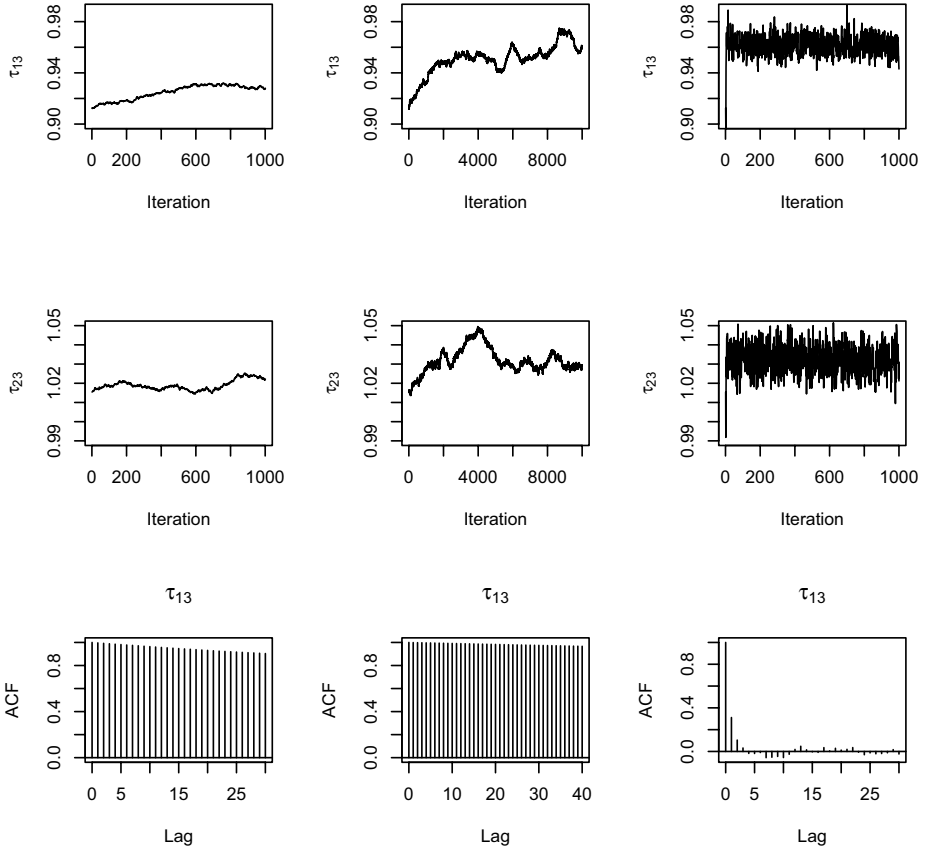 τ13
0.90 0.94 0.98
0 200 600 1000
Iteration
τ13
0.90 0.94 0.98
0 4000 8000
Iteration
τ13
0.90 0.94 0.98
0 200 600 1000
Iteration
τ23
0.99 1.02 1.05
0 200 600 1000
Iteration
τ23
0.99 1.02 1.05
0 4000 8000
Iteration
τ23
0.99 1.02 1.05
0 200 600 1000
Iteration
τ13
ACF
0.0 0.4 0.8
0 5 15 25
Lag
τ13
ACF
0.0 0.4 0.8
0 10 20 30 40
Lag
τ13
ACF
0.0 0.4 0.8
0 5 15 25
Lag